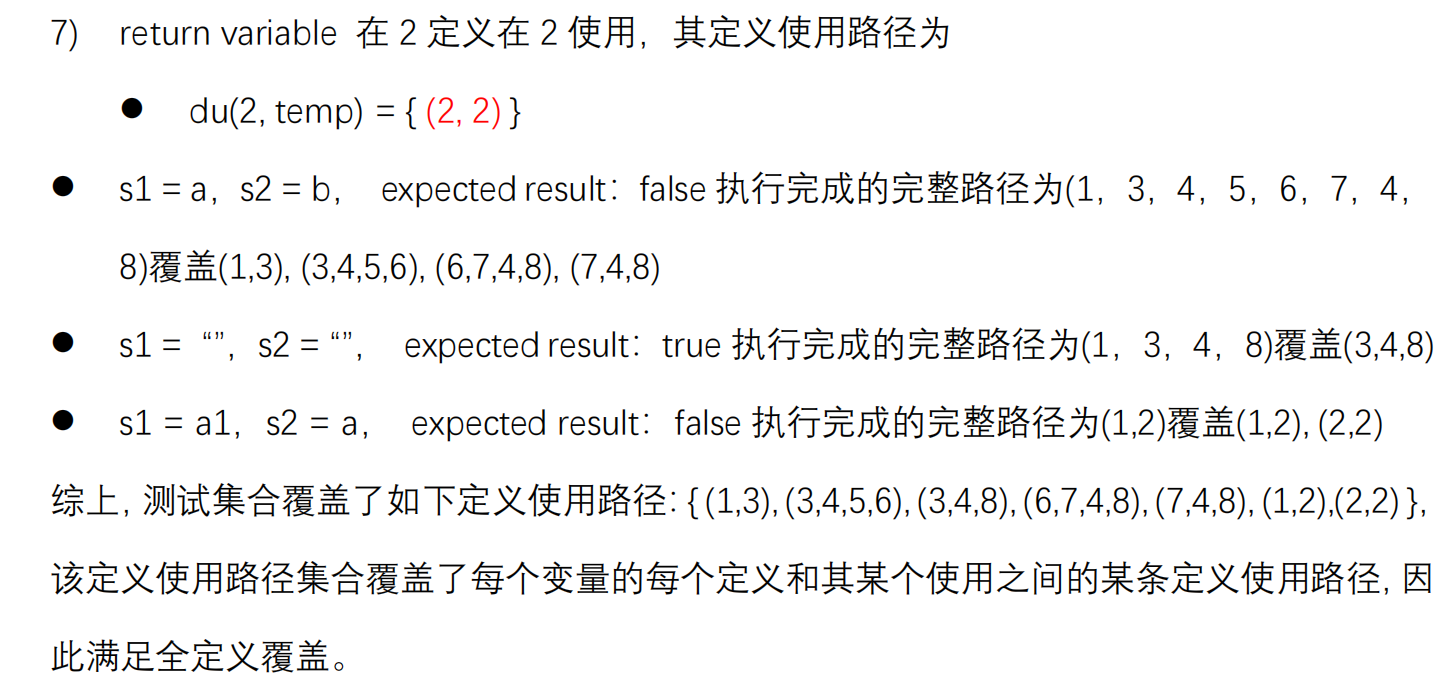 7) return variable 在 2 定义在 2 使用，其定义使用路径为
● du(2, temp) = { (2, 2) }
● s1 = a，s2 = b， expected result：false 执行完成的完整路径为(1，3，4，5，6，7，4，
8)覆盖(1,3), (3,4,5,6), (6,7,4,8), (7,4,8)
● s1 = “”，s2 = “”， expected result：true 执行完成的完整路径为(1，3，4，8)覆盖(3,4,8)
● s1 = a1，s2 = a， expected result：false 执行完成的完整路径为(1,2)覆盖(1,2), (2,2)
综上，测试集合覆盖了如下定义使用路径：{ (1,3), (3,4,5,6), (3,4,8), (6,7,4,8), (7,4,8), (1,2),(2,2) }，
该定义使用路径集合覆盖了每个变量的每个定义和其某个使用之间的某条定义使用路径，因
此满足全定义覆盖。